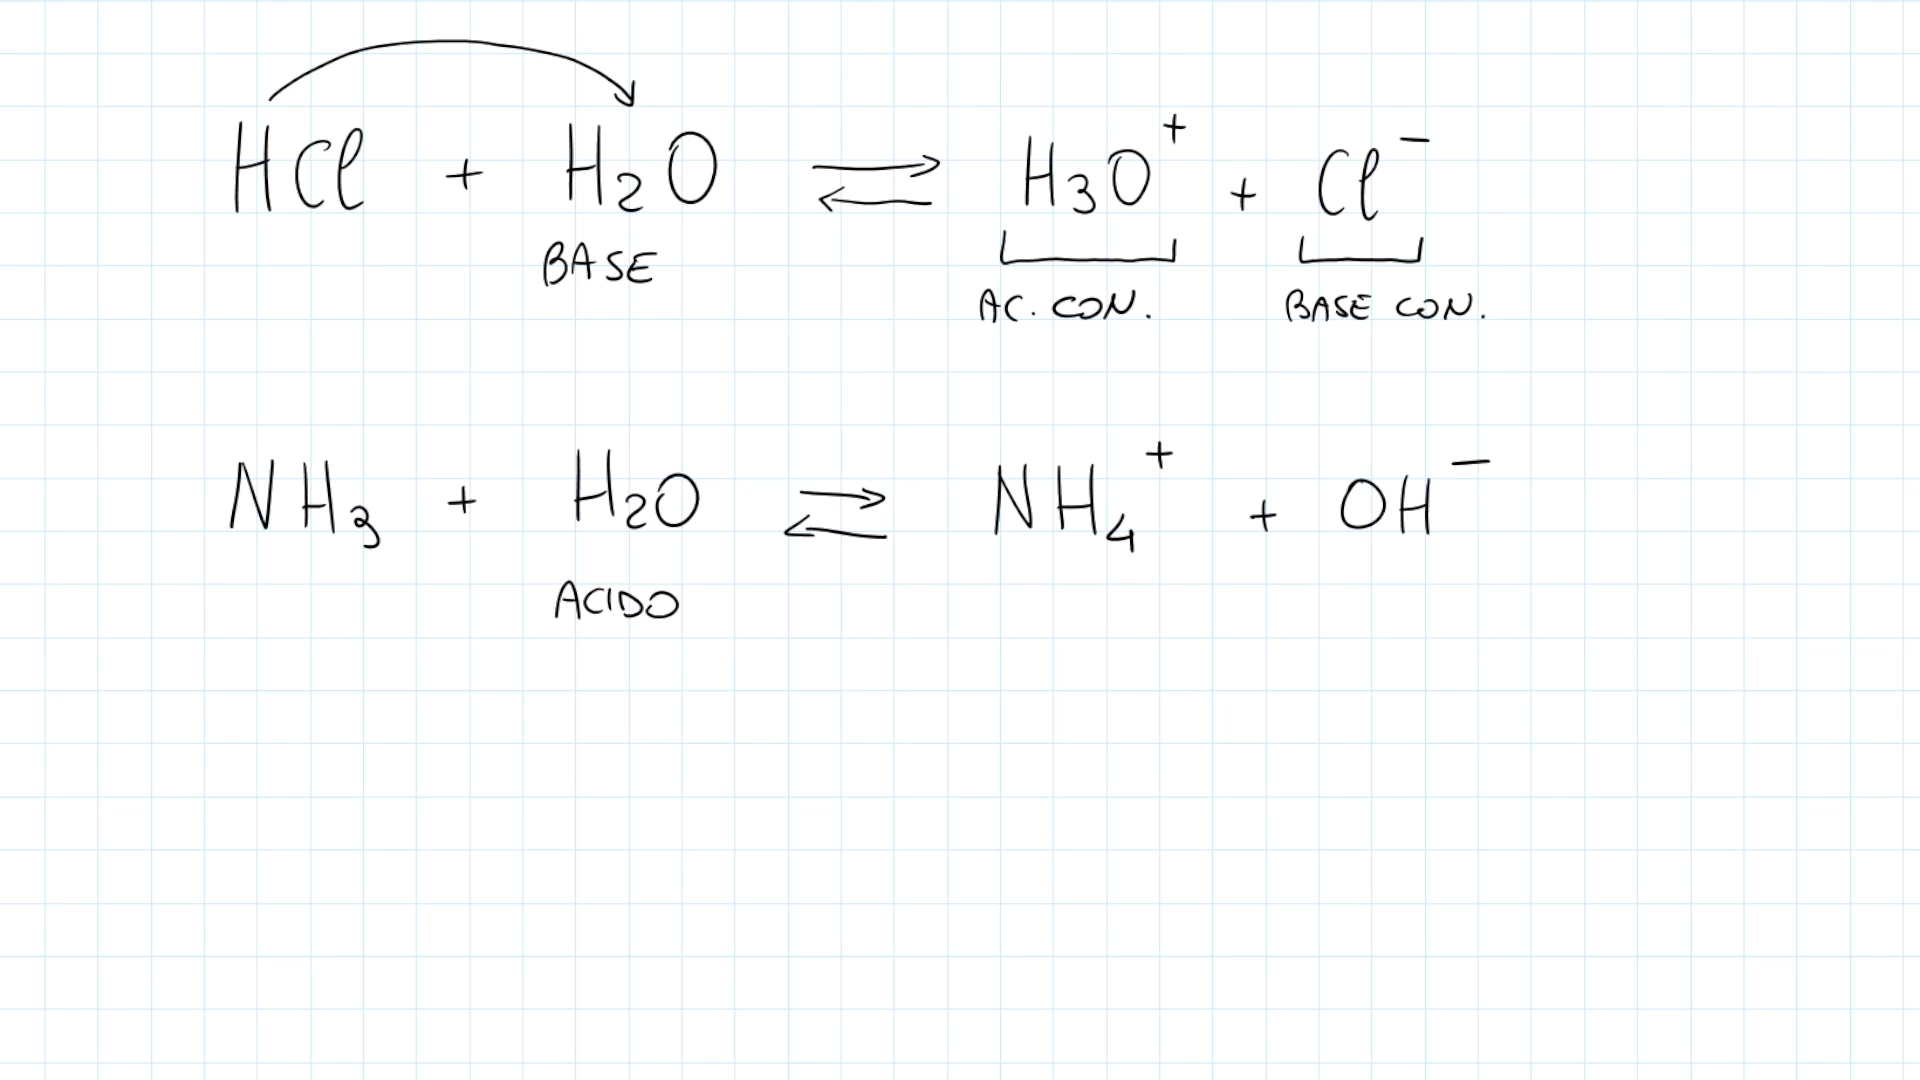 HCl + H₂O ⇌ H₃O⁺ + Cl⁻
BASE AC. CON. BASE CON.
NH₃ + H₂O ⇌ NH₄⁺ + OH⁻
ACIDO